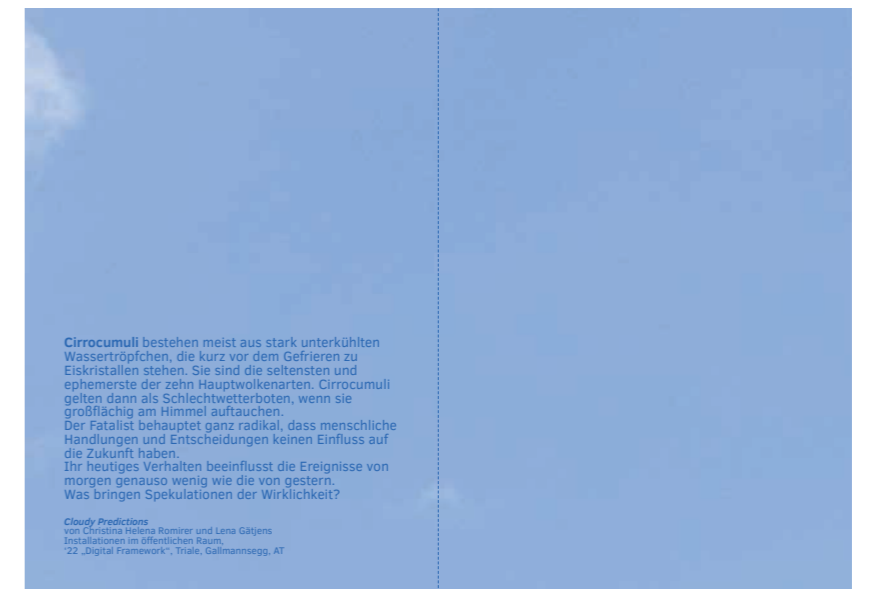 Cirrocumuli bestehen meist aus stark unterkühlten
Wassertröpfchen, die kurz vor dem Gefrieren zu
Eiskristallen stehen. Sie sind die seltensten und
ephemerste der zehn Hauptwolkenarten. Cirrocumuli
gelten dann als Schlechtwetterboten, wenn sie
großflächig am Himmel auftauchen.
Der Fatalist behauptet ganz radikal, dass menschliche
Handlungen und Entscheidungen keinen Einfluss auf
die Zukunft haben.
Ihr heutiges Verhalten beeinflusst die Ereignisse von
morgen genauso wenig wie die von gestern.
Was bringen Spekulationen der Wirklichkeit?
Cloudy Predictions
von Christina Helena Romirer und Lena Gätjens
Installationen im öffentlichen Raum,
'22 „Digital Framework“, Triale, Gallmannsegg, AT